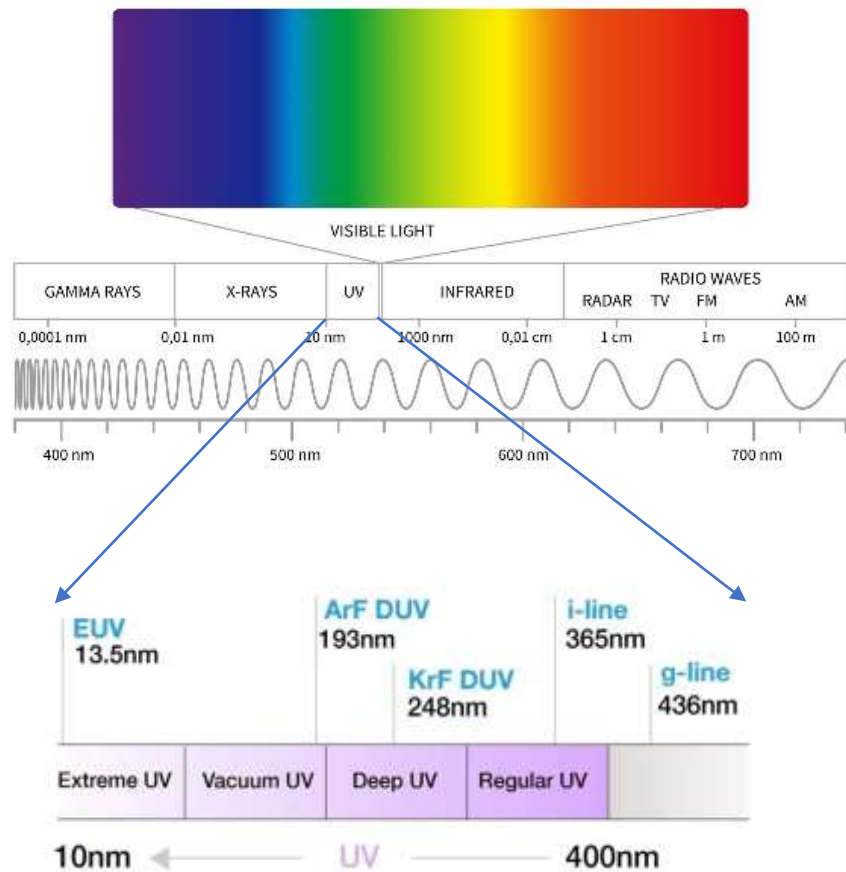 VISIBLE LIGHT
GAMMA RAYS X-RAYS UV INFRARED RADIO WAVES
RADAR TV FM AM
0,0001 nm 0,01 nm 10 nm 1000 nm 0,01 cm 1 cm 1 m 100 m
400 nm 500 nm 600 nm 700 nm
EUV
13.5nm
ArF DUV
193nm
KrF DUV
248nm
i-line
365nm
g-line
436nm
Extreme UV Vacuum UV Deep UV Regular UV
10nm UV 400nm